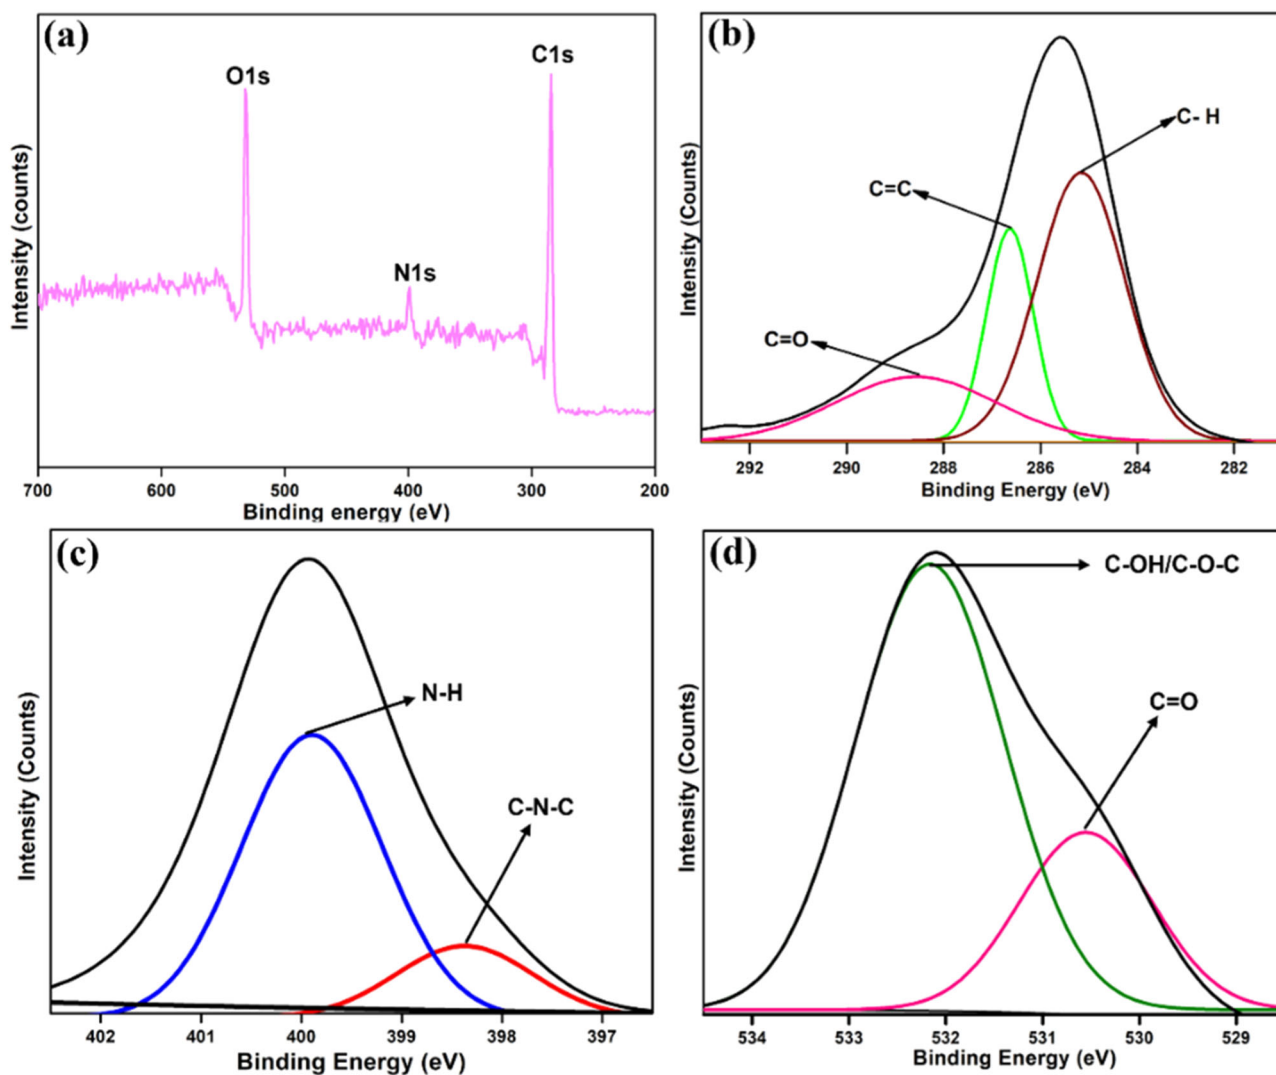 (a)
O1s
N1s
C1s
Intensity (counts)
700 600 500 400 300 200
Binding energy (eV)
(b)
C- H
C=C
C=O
Intensity (Counts)
292 290 288 286 284 282
Binding Energy (eV)
(c)
N-H
C-N-C
Intensity (Counts)
402 401 400 399 398 397
Binding Energy (eV)
(d)
C-OH/C-O-C
C=O
Intensity (Counts)
534 533 532 531 530 529
Binding Energy (eV)